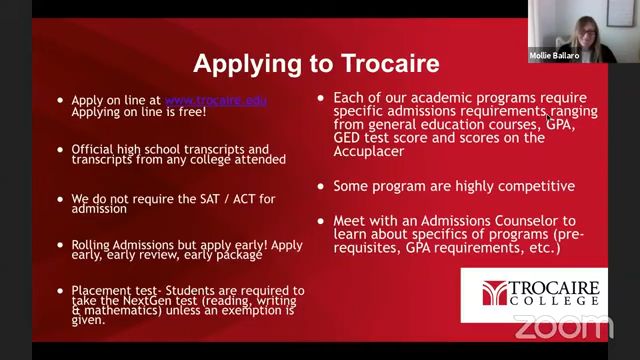 Mollie Ballaro
Applying to Trocaire
● Apply on line at www.trocaire.edu
Applying on line is free!
● Official high school transcripts and
transcripts from any college attended
● We do not require the SAT / ACT for
admission
● Rolling Admissions but apply early! Apply
early, early review, early package
● Placement test- Students are required to
take the NextGen test (reading, writing
& mathematics) unless an exemption is
given.
● Each of our academic programs require
specific admissions requirements ranging
from general education courses, GPA,
GED test score and scores on the
Accuplacer
● Some program are highly competitive
● Meet with an Admissions Counselor to
learn about specifics of programs (pre-
requisites, GPA requirements, etc.)
TROCAIRE
COLLEGE
zoom